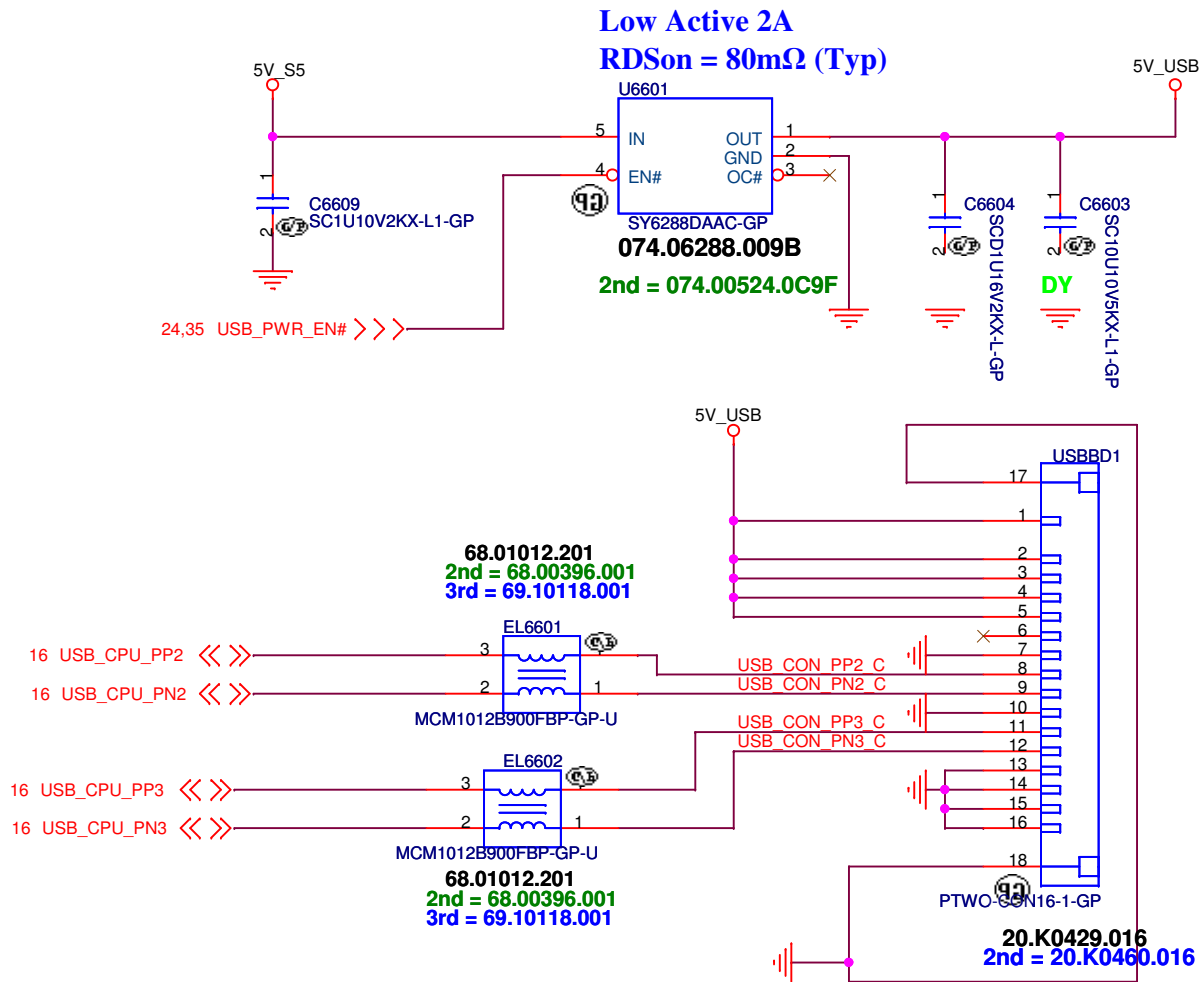 Low Active 2A
RDSon = 80mΩ (Typ)
5V_S5
5V_USB
U6601
5 IN
OUT 1
GND 2
4 EN#
OC# 3
SY6288DAAC-GP
074.06288.009B
2nd = 074.00524.0C9F
1
C6609
SC1U10V2KX-L1-GP
2
1
C6604
SCD1U16V2KX-L-GP
2
1
C6603
SC10U10V5KX-L1-GP
2
DY
24,35 USB_PWR_EN#
5V_USB
USBBD1
17
1
2
3
4
5
6
7
8
9
10
11
12
13
14
15
16
18
68.01012.201
2nd = 68.00396.001
3rd = 69.10118.001
EL6601
16 USB_CPU_PP2
3
16 USB_CPU_PN2
2
1
MCM1012B900FBP-GP-U
USB_CON_PP2_C
USB_CON_PN2_C
USB_CON_PP3_C
USB_CON_PN3_C
EL6602
16 USB_CPU_PP3
3
16 USB_CPU_PN3
2
1
MCM1012B900FBP-GP-U
68.01012.201
2nd = 68.00396.001
3rd = 69.10118.001
PTWO-CON16-1-GP
20.K0429.016
2nd = 20.K0460.016